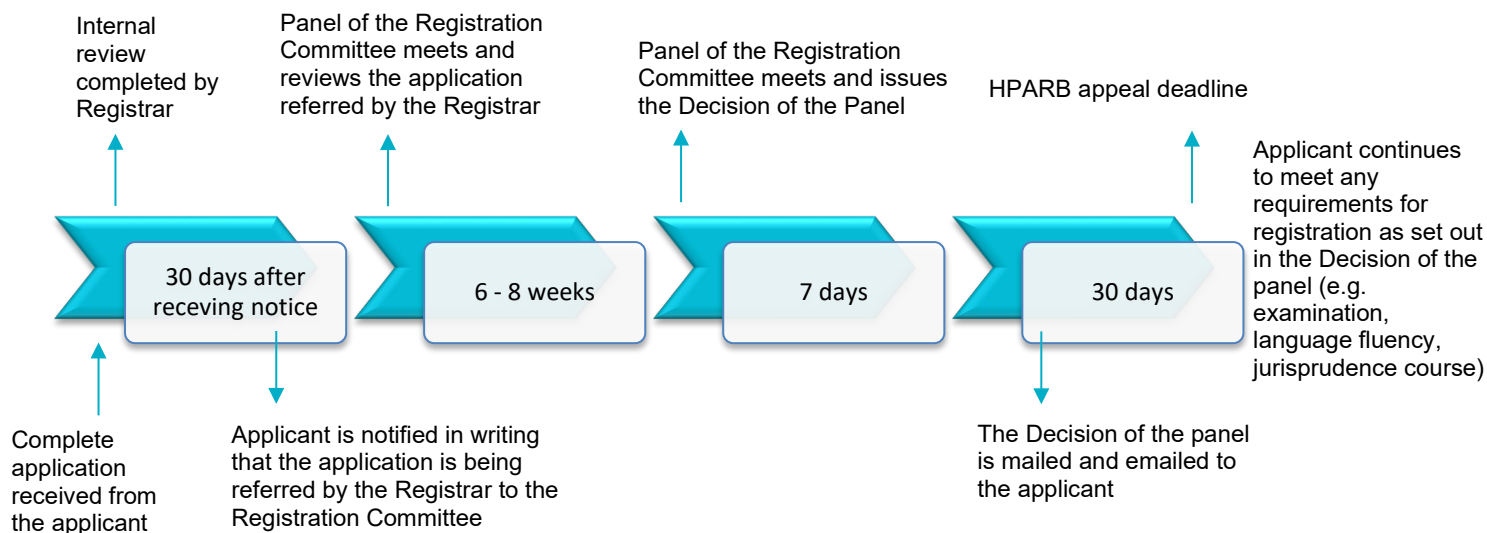 Internal
review
completed by
Registrar
Panel of the Registration
Committee meets and
reviews the application
referred by the Registrar
Panel of the Registration
Committee meets and issues
the Decision of the Panel
HPARB appeal deadline
Applicant continues
to meet any
requirements for
registration as set out
in the Decision of the
panel (e.g.
examination,
language fluency,
jurisprudence course)
30 days after
receving notice
6 - 8 weeks
7 days
30 days
Complete
application
received from
the applicant
Applicant is notified in writing
that the application is being
referred by the Registrar to the
Registration Committee
The Decision of the panel
is mailed and emailed to
the applicant